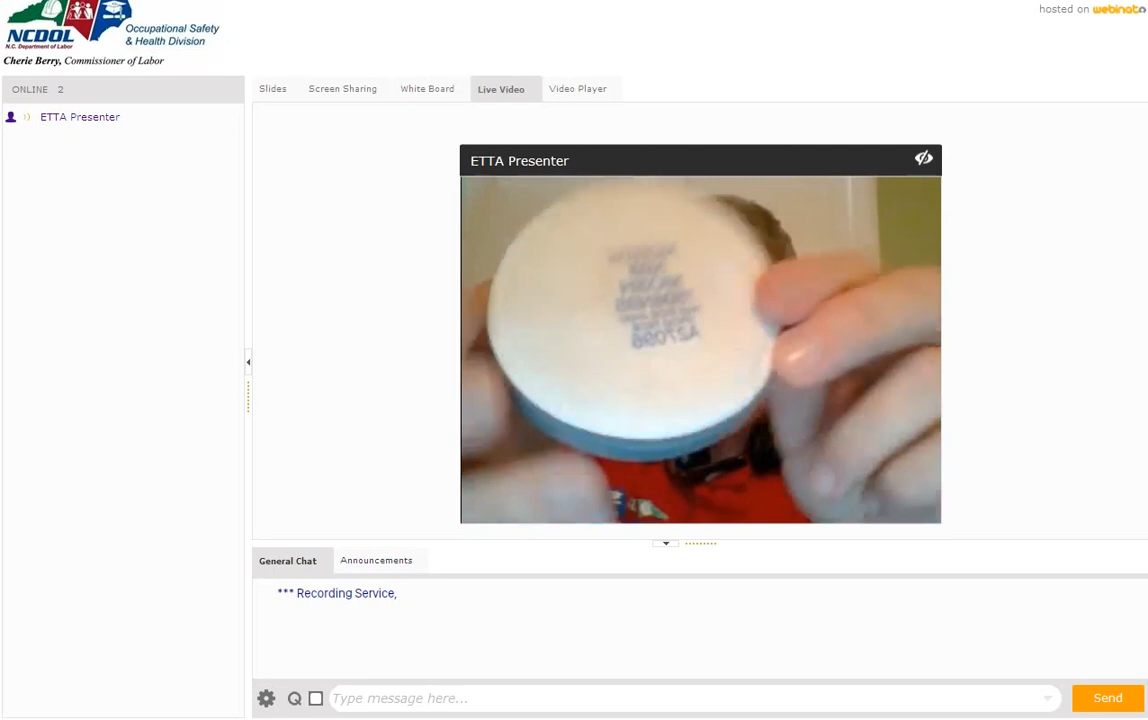 NCDOL
N.C. Department of Labor
Occupational Safety
& Health Division
Cherie Berry, Commissioner of Labor
hosted on webinato
ONLINE 2
ETTA Presenter
Slides Screen Sharing White Board Live Video Video Player
ETTA Presenter
General Chat Announcements
*** Recording Service,
Q Type message here... Send